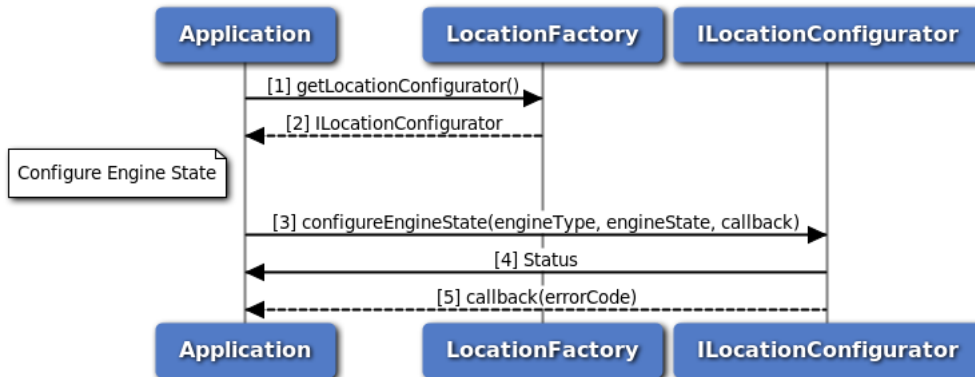 Application
LocationFactory
ILocationConfigurator
[1] getLocationConfigurator()
[2] ILocationConfigurator
Configure Engine State
[3] configureEngineState(engineType, engineState, callback)
[4] Status
[5] callback(errorCode)
Application
LocationFactory
ILocationConfigurator